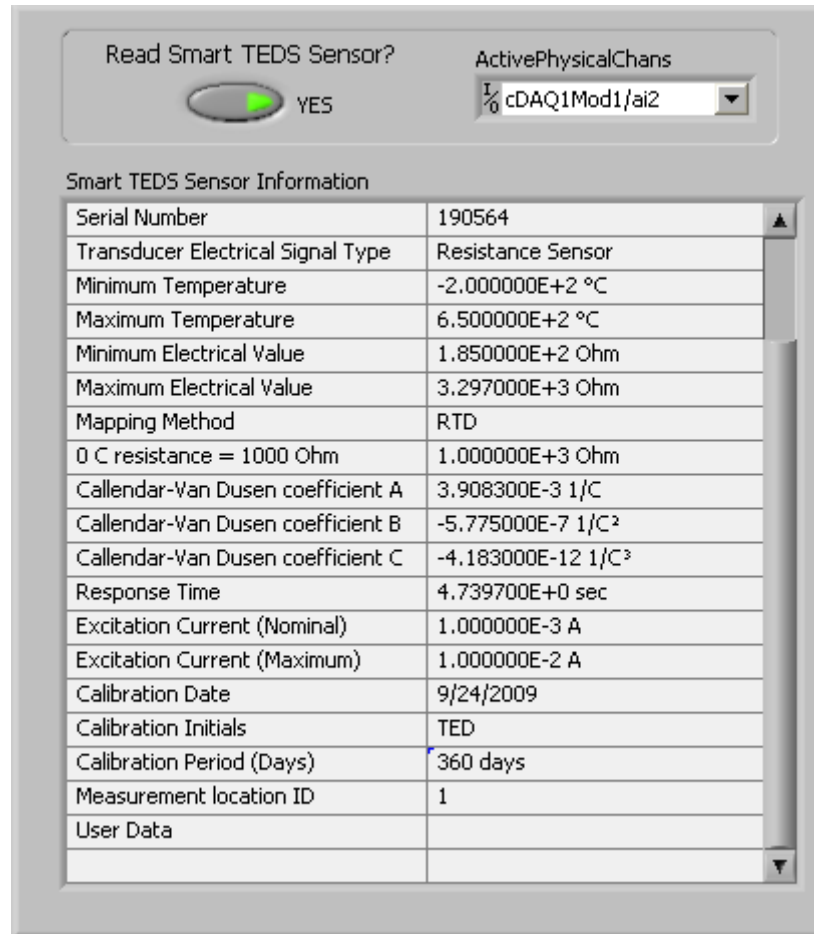 Read Smart TEDS Sensor?
YES
ActivePhysicalChans
I/O cDAQ1Mod1/ai2
Smart TEDS Sensor Information
Serial Number 190564
Transducer Electrical Signal Type Resistance Sensor
Minimum Temperature -2.000000E+2 °C
Maximum Temperature 6.500000E+2 °C
Minimum Electrical Value 1.850000E+2 Ohm
Maximum Electrical Value 3.297000E+3 Ohm
Mapping Method RTD
0 C resistance = 1000 Ohm 1.000000E+3 Ohm
Callendar-Van Dusen coefficient A 3.908300E-3 1/C
Callendar-Van Dusen coefficient B -5.775000E-7 1/C²
Callendar-Van Dusen coefficient C -4.183000E-12 1/C³
Response Time 4.739700E+0 sec
Excitation Current (Nominal) 1.000000E-3 A
Excitation Current (Maximum) 1.000000E-2 A
Calibration Date 9/24/2009
Calibration Initials TED
Calibration Period (Days) 360 days
Measurement location ID 1
User Data